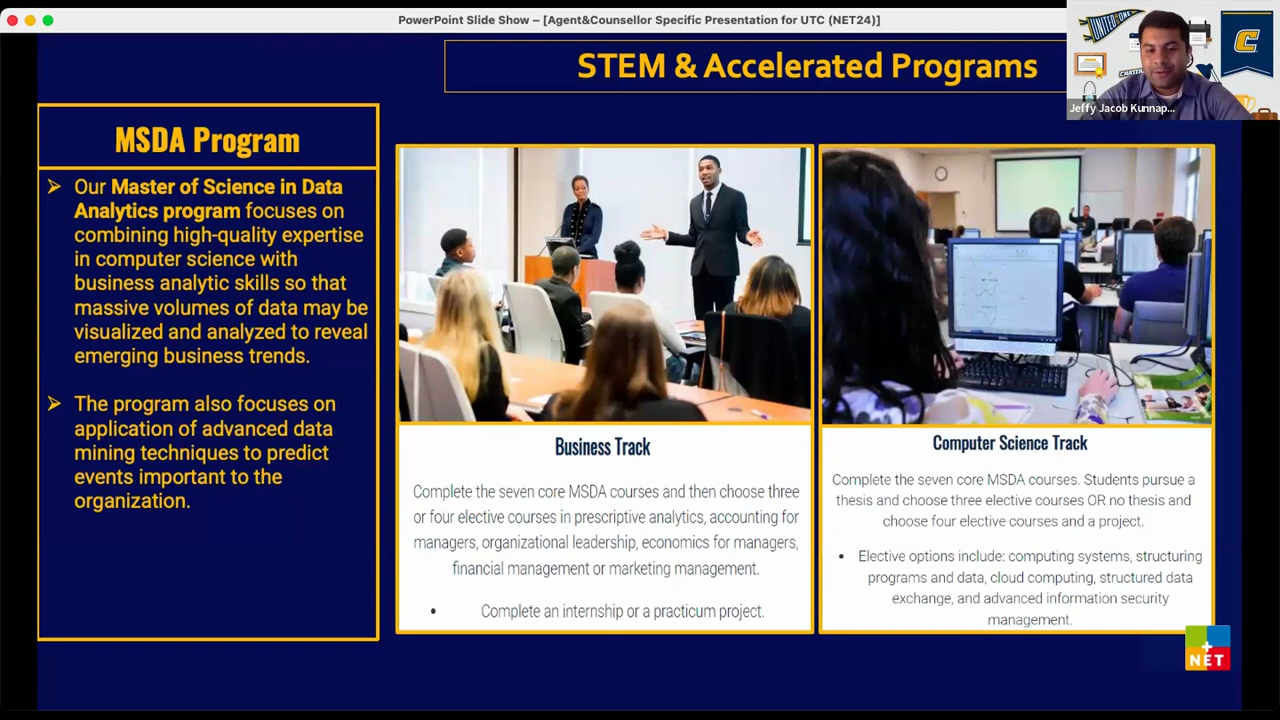 PowerPoint Slide Show – [Agent&Counsellor Specific Presentation for UTC (NET24)]
STEM & Accelerated Programs
UNITED
ONE
C
Jeffy Jacob Kunnap...
MSDA Program
➢ Our Master of Science in Data
Analytics program focuses on
combining high-quality expertise
in computer science with
business analytic skills so that
massive volumes of data may be
visualized and analyzed to reveal
emerging business trends.
➢ The program also focuses on
application of advanced data
mining techniques to predict
events important to the
organization.
Business Track
Complete the seven core MSDA courses and then choose three
or four elective courses in prescriptive analytics, accounting for
managers, organizational leadership, economics for managers,
financial management or marketing management.
• Complete an internship or a practicum project.
Computer Science Track
Complete the seven core MSDA courses. Students pursue a
thesis and choose three elective courses OR no thesis and
choose four elective courses and a project.
• Elective options include: computing systems, structuring
programs and data, cloud computing, structured data
exchange, and advanced information security
management.
+
NET